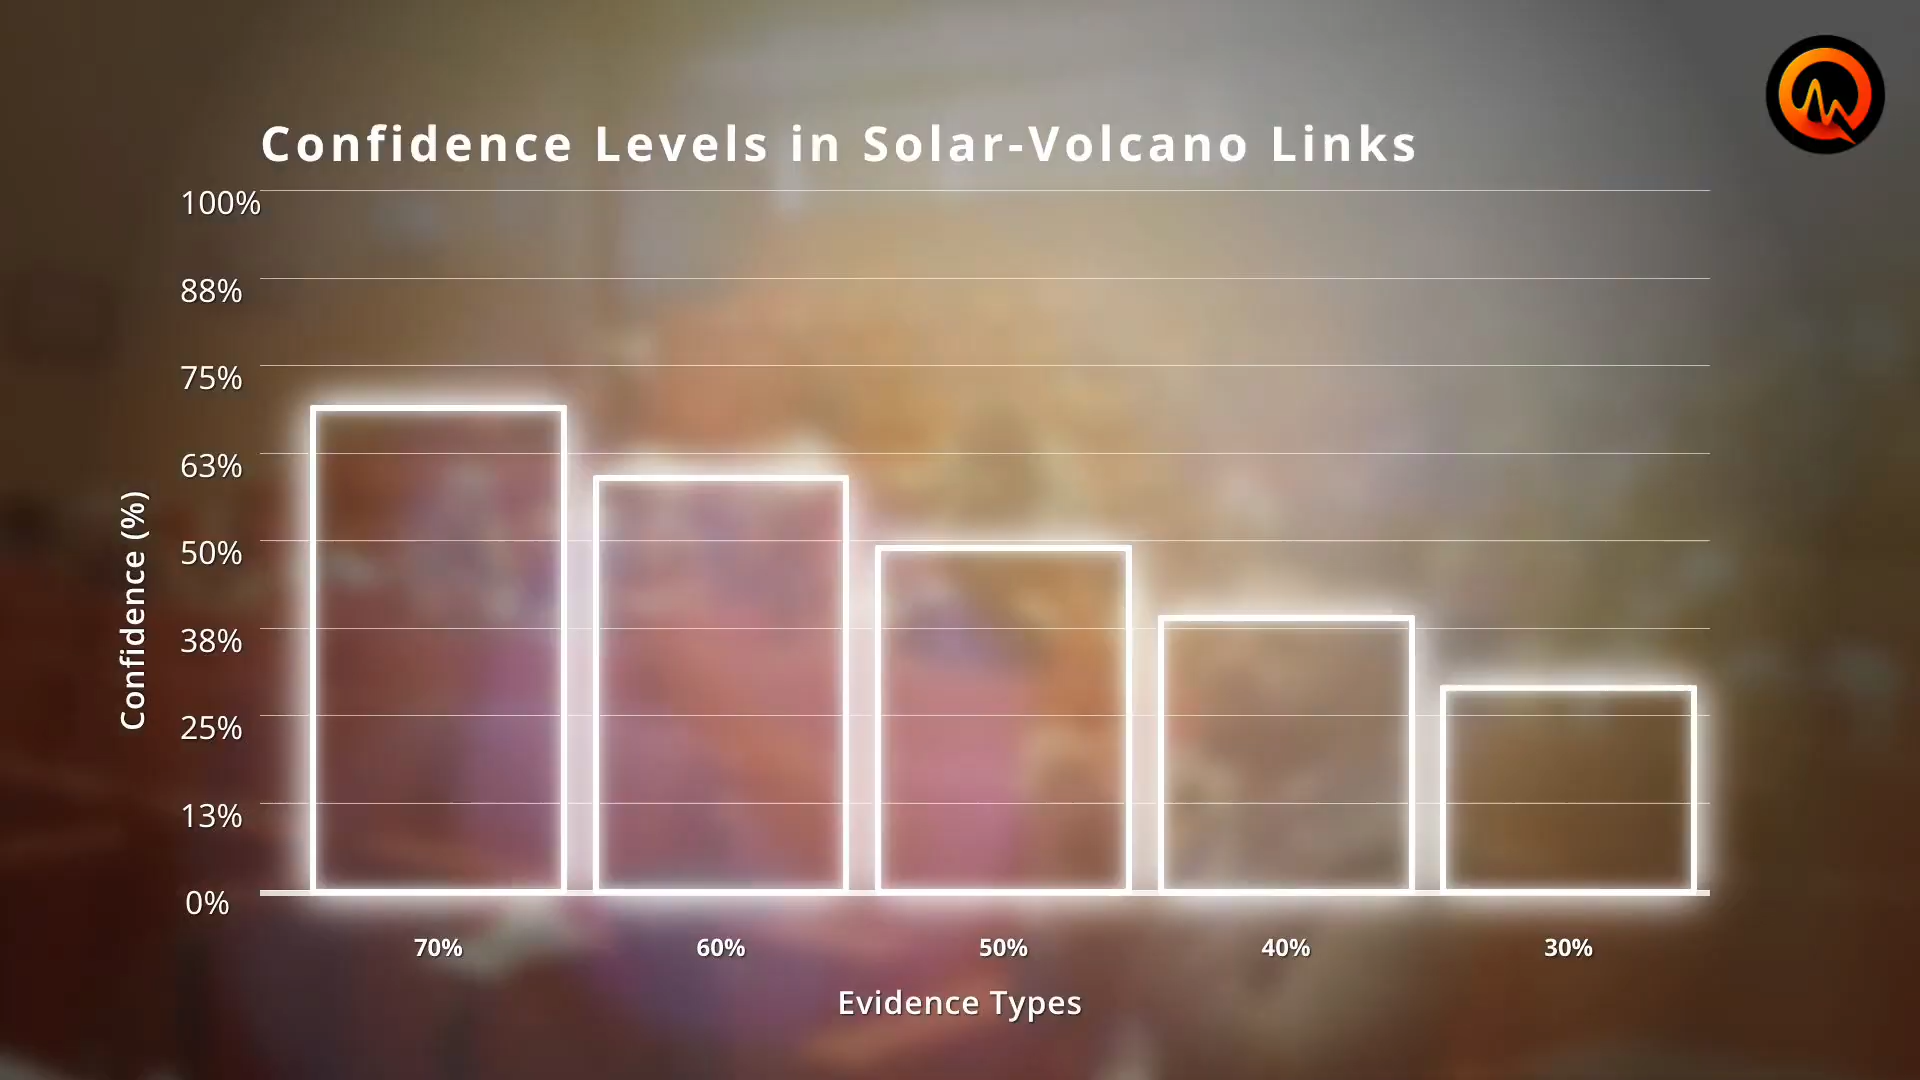 Confidence Levels in Solar-Volcano Links
100%
88%
75%
63%
50%
38%
25%
13%
0%
Confidence (%)
70% 60% 50% 40% 30%
Evidence Types